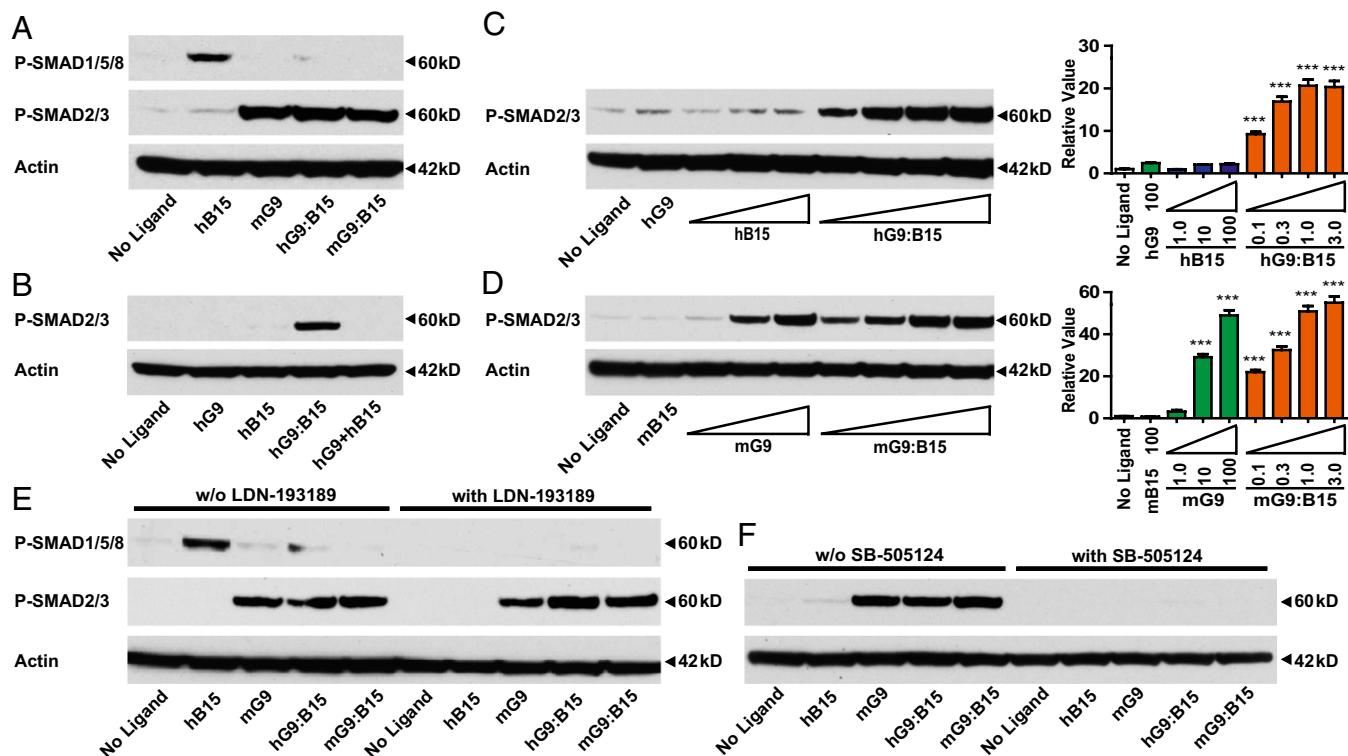 A
P-SMAD1/5/8
◄60kD
P-SMAD2/3
◄60kD
Actin
◄42kD
No Ligand
hB15
mG9
hG9:B15
mG9:B15
B
P-SMAD2/3
◄60kD
Actin
◄42kD
No Ligand
hG9
hB15
hG9:B15
hG9+hB15
C
P-SMAD2/3
◄60kD
Actin
◄42kD
No Ligand
hG9
hB15
hG9:B15
Relative Value
30
20
10
0
***
***
***
***
No Ligand
hG9 100
1.0
10
100
hB15
0.1
0.3
1.0
3.0
hG9:B15
D
P-SMAD2/3
◄60kD
Actin
◄42kD
No Ligand
mB15
mG9
mG9:B15
Relative Value
60
40
20
0
***
***
***
***
***
***
No Ligand
mB15 100
1.0
10
100
mG9
0.1
0.3
1.0
3.0
mG9:B15
E
w/o LDN-193189
with LDN-193189
P-SMAD1/5/8
◄60kD
P-SMAD2/3
◄60kD
Actin
◄42kD
No Ligand
hB15
mG9
hG9:B15
mG9:B15
No Ligand
hB15
mG9
hG9:B15
mG9:B15
F
w/o SB-505124
with SB-505124
◄60kD
◄42kD
No Ligand
hB15
mG9
hG9:B15
mG9:B15
No Ligand
hB15
mG9
hG9:B15
mG9:B15